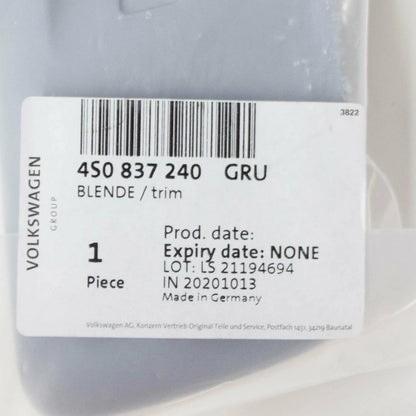 3822
4S0 837 240 GRU
BLENDE / trim
VOLKSWAGEN
GROUP
1
Piece
Prod. date:
Expiry date: NONE
LOT: LS 21194694
IN 20201013
Made in Germany
Volkswagen AG, Konzern Vertrieb Original Teile und Service, Postfach 1451, 34219 Baunatal